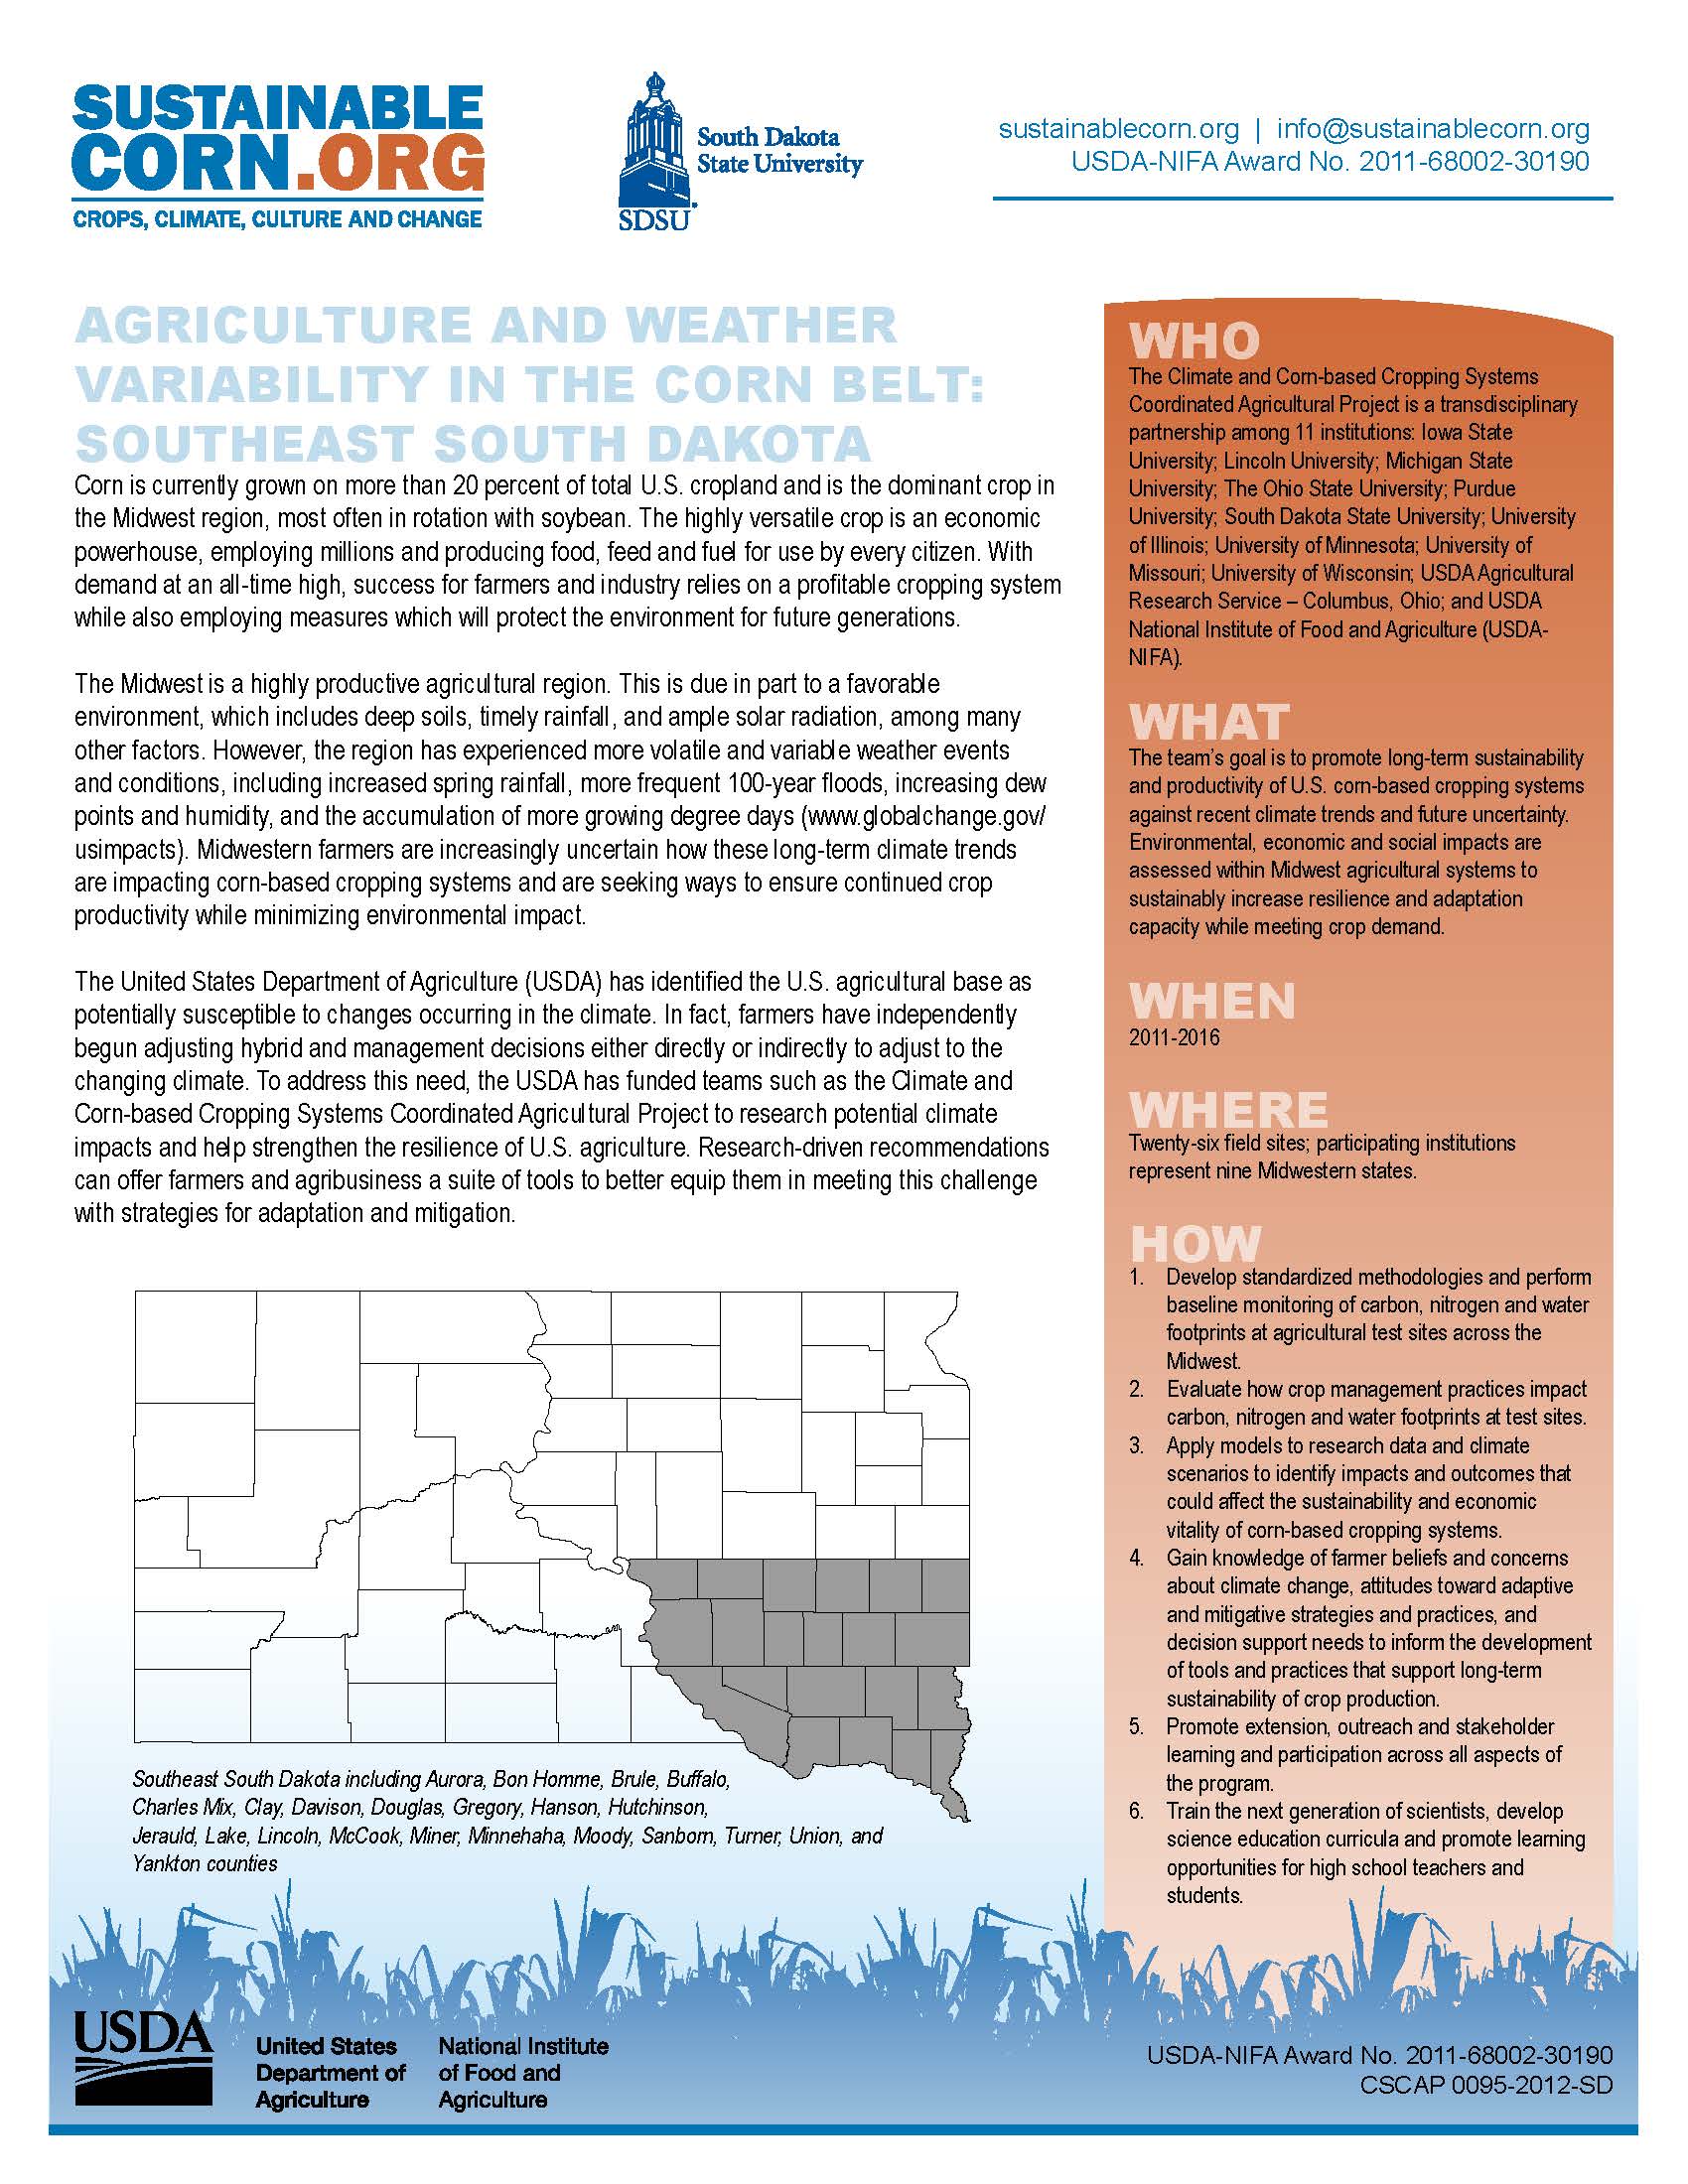 SUSTAINABLE
CORN.ORG
CROPS, CLIMATE, CULTURE AND CHANGE
South Dakota
State University
SDSU
sustainablecorn.org | info@sustainablecorn.org
USDA-NIFA Award No. 2011-68002-30190
AGRICULTURE AND WEATHER
VARIABILITY IN THE CORN BELT:
SOUTHEAST SOUTH DAKOTA
Corn is currently grown on more than 20 percent of total U.S. cropland and is the dominant crop in
the Midwest region, most often in rotation with soybean. The highly versatile crop is an economic
powerhouse, employing millions and producing food, feed and fuel for use by every citizen. With
demand at an all-time high, success for farmers and industry relies on a profitable cropping system
while also employing measures which will protect the environment for future generations.
The Midwest is a highly productive agricultural region. This is due in part to a favorable
environment, which includes deep soils, timely rainfall, and ample solar radiation, among many
other factors. However, the region has experienced more volatile and variable weather events
and conditions, including increased spring rainfall, more frequent 100-year floods, increasing dew
points and humidity, and the accumulation of more growing degree days (www.globalchange.gov/
usimpacts). Midwestern farmers are increasingly uncertain how these long-term climate trends
are impacting corn-based cropping systems and are seeking ways to ensure continued crop
productivity while minimizing environmental impact.
The United States Department of Agriculture (USDA) has identified the U.S. agricultural base as
potentially susceptible to changes occurring in the climate. In fact, farmers have independently
begun adjusting hybrid and management decisions either directly or indirectly to adjust to the
changing climate. To address this need, the USDA has funded teams such as the Climate and
Corn-based Cropping Systems Coordinated Agricultural Project to research potential climate
impacts and help strengthen the resilience of U.S. agriculture. Research-driven recommendations
can offer farmers and agribusiness a suite of tools to better equip them in meeting this challenge
with strategies for adaptation and mitigation.
Southeast South Dakota including Aurora, Bon Homme, Brule, Buffalo,
Charles Mix, Clay, Davison, Douglas, Gregory, Hanson, Hutchinson,
Jerauld, Lake, Lincoln, McCook, Miner, Minnehaha, Moody, Sanborn, Turner, Union, and
Yankton counties
WHO
The Climate and Corn-based Cropping Systems
Coordinated Agricultural Project is a transdisciplinary
partnership among 11 institutions: Iowa State
University; Lincoln University; Michigan State
University; The Ohio State University; Purdue
University; South Dakota State University; University
of Illinois; University of Minnesota; University of
Missouri; University of Wisconsin; USDA Agricultural
Research Service – Columbus, Ohio; and USDA
National Institute of Food and Agriculture (USDA-
NIFA).
WHAT
The team's goal is to promote long-term sustainability
and productivity of U.S. corn-based cropping systems
against recent climate trends and future uncertainty.
Environmental, economic and social impacts are
assessed within Midwest agricultural systems to
sustainably increase resilience and adaptation
capacity while meeting crop demand.
WHEN
2011-2016
WHERE
Twenty-six field sites; participating institutions
represent nine Midwestern states.
HOW
1. Develop standardized methodologies and perform
baseline monitoring of carbon, nitrogen and water
footprints at agricultural test sites across the
Midwest.
2. Evaluate how crop management practices impact
carbon, nitrogen and water footprints at test sites.
3. Apply models to research data and climate
scenarios to identify impacts and outcomes that
could affect the sustainability and economic
vitality of corn-based cropping systems.
4. Gain knowledge of farmer beliefs and concerns
about climate change, attitudes toward adaptive
and mitigative strategies and practices, and
decision support needs to inform the development
of tools and practices that support long-term
sustainability of crop production.
5. Promote extension, outreach and stakeholder
learning and participation across all aspects of
the program.
6. Train the next generation of scientists, develop
science education curricula and promote learning
opportunities for high school teachers and
students.
USDA
United States
Department of
Agriculture
National Institute
of Food and
Agriculture
USDA-NIFA Award No. 2011-68002-30190
CSCAP 0095-2012-SD